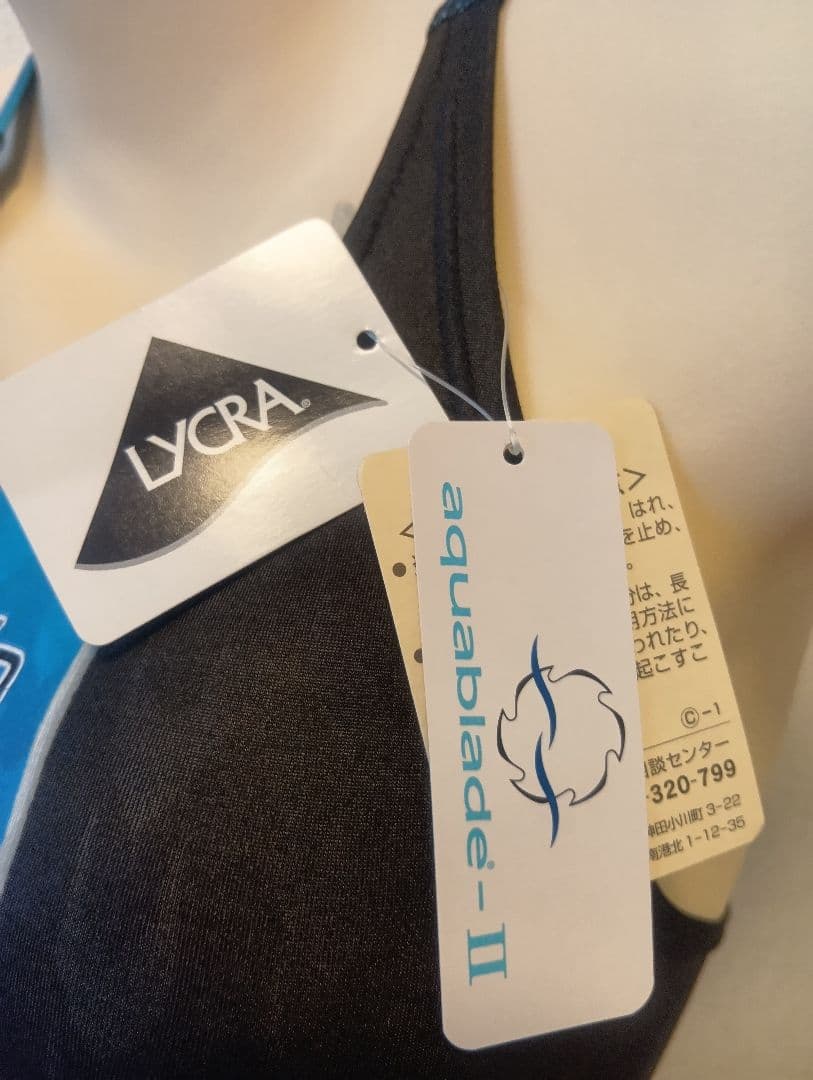 LYCRA®
aquablade-II
はれ、
を止め、
。
分は、長
用方法に
われたり、
起こすこ
©-1
談センター
-320-799
神田小川町 3-22
南港北 1-12-35